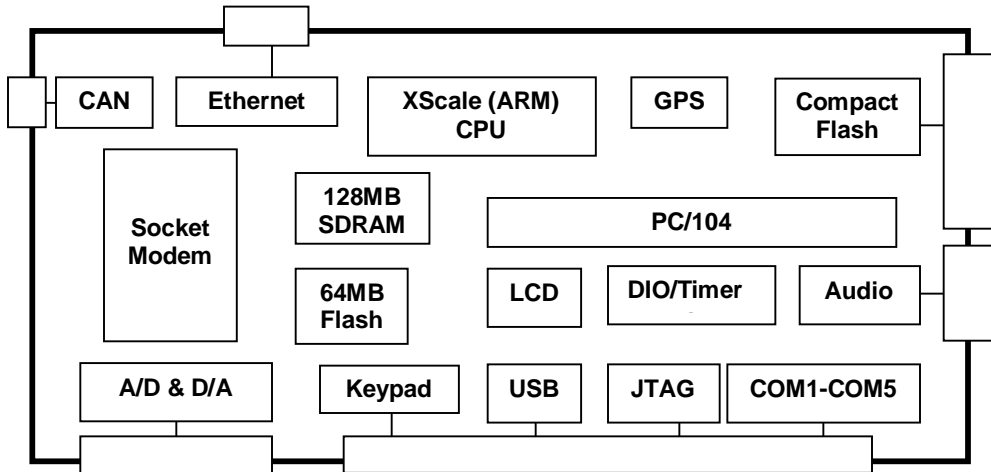 CAN
Ethernet
XScale (ARM)
CPU
GPS
Compact
Flash
Socket
Modem
128MB
SDRAM
PC/104
64MB
Flash
LCD
DIO/Timer
Audio
A/D & D/A
Keypad
USB
JTAG
COM1-COM5